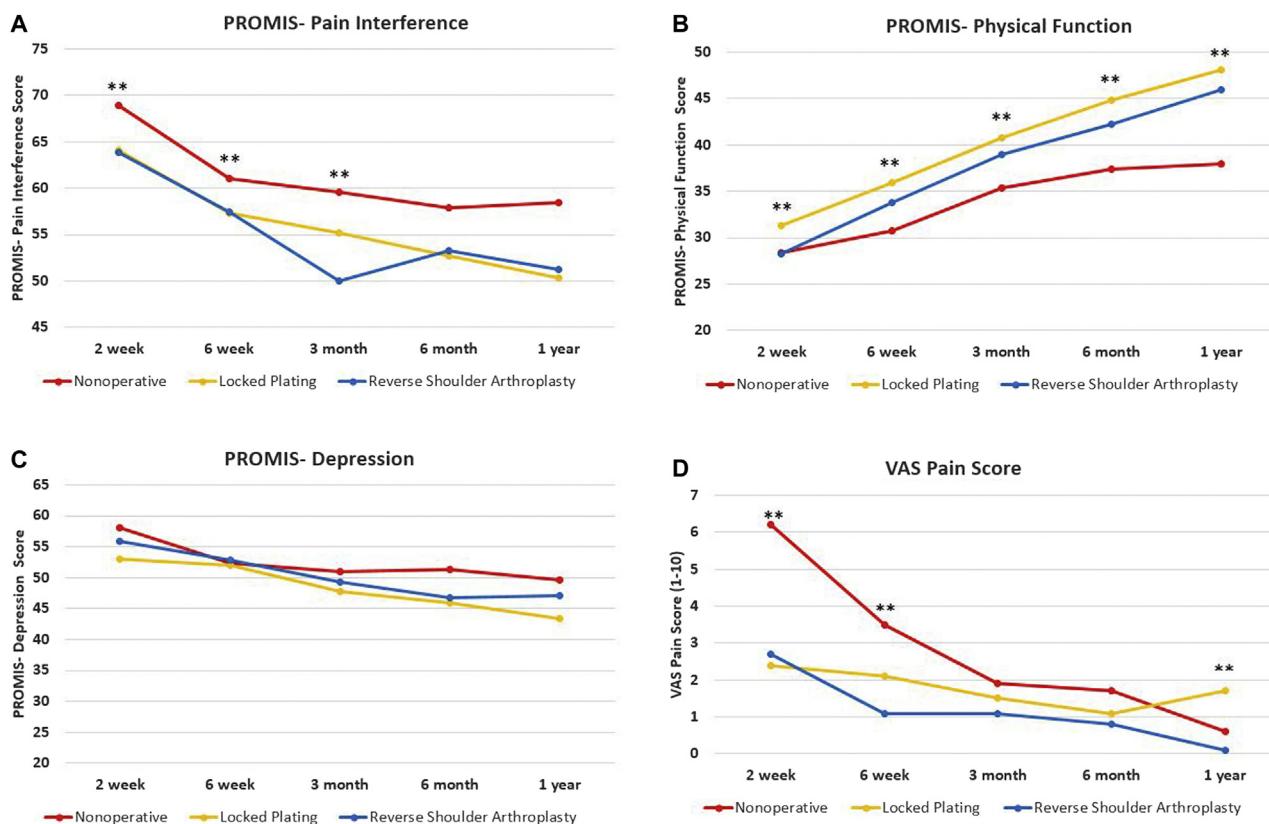 A
PROMIS- Pain Interference
PROMIS- Pain Interference Score
75
70
65
60
55
50
45
**
**
**
2 week 6 week 3 month 6 month 1 year
Nonoperative Locked Plating Reverse Shoulder Arthroplasty
B
PROMIS- Physical Function
PROMIS- Physical Function Score
50
45
40
35
30
25
20
**
**
**
**
**
2 week 6 week 3 month 6 month 1 year
Nonoperative Locked Plating Reverse Shoulder Arthroplasty
C
PROMIS- Depression
PROMIS- Depression Score
65
60
55
50
45
40
35
30
25
20
2 week 6 week 3 month 6 month 1 year
Nonoperative Locked Plating Reverse Shoulder Arthroplasty
D
VAS Pain Score
VAS Pain Score (1-10)
7
6
5
4
3
2
1
0
**
**
**
2 week 6 week 3 month 6 month 1 year
Nonoperative Locked Plating Reverse Shoulder Arthroplasty